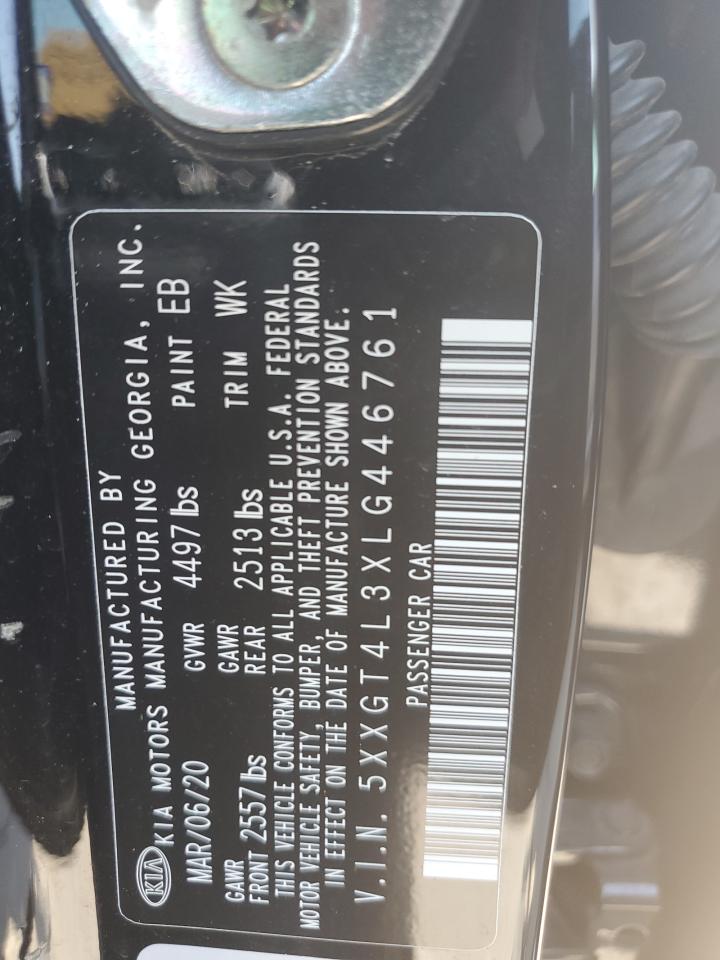 MANUFACTURED BY
KIA KIA MOTORS MANUFACTURING GEORGIA, INC.
MAR/06/20 GVWR 4497 lbs PAINT EB
GAWR FRONT 2557 lbs GAWR REAR 2513 lbs TRIM WK
THIS VEHICLE CONFORMS TO ALL APPLICABLE U.S.A. FEDERAL
MOTOR VEHICLE SAFETY, BUMPER, AND THEFT PREVENTION STANDARDS
IN EFFECT ON THE DATE OF MANUFACTURE SHOWN ABOVE.
V.I.N. 5XXGT4L3XLG446761
PASSENGER CAR